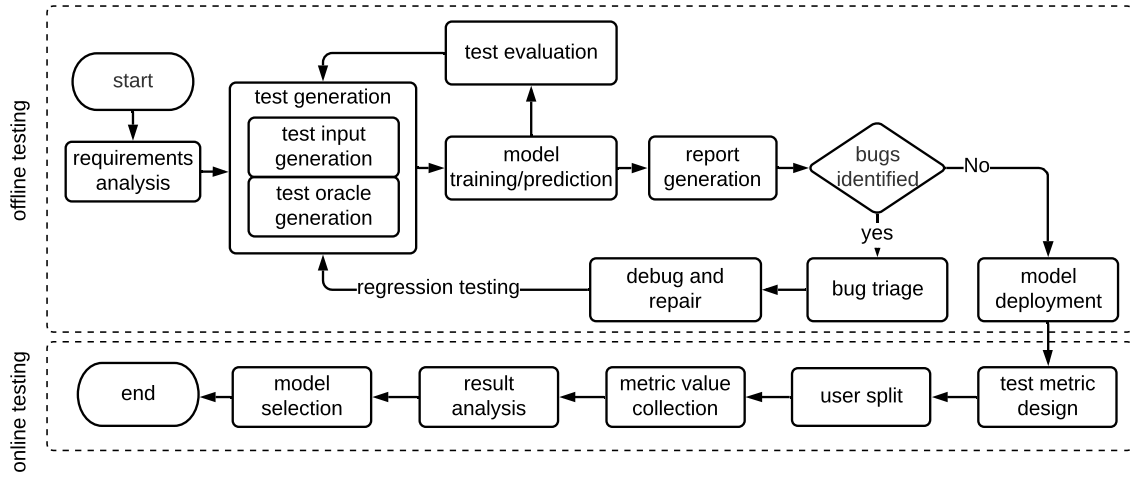 offline testing
start
requirements
analysis
test generation
test input
generation
test oracle
generation
test evaluation
model
training/prediction
report
generation
bugs
identified
No
yes
regression testing
debug and
repair
bug triage
model
deployment
online testing
end
model
selection
result
analysis
metric value
collection
user split
test metric
design